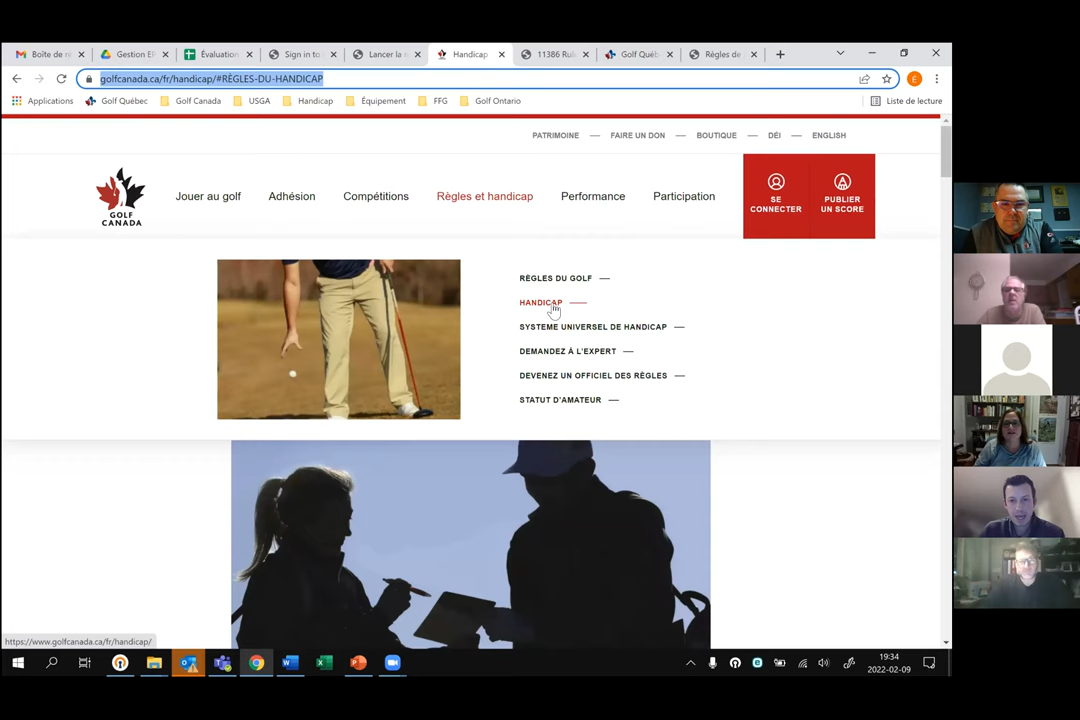 Boîte de ré
Gestion EP
Évaluation
Sign in to
Lancer la r
Handicap
11386 Rul
Golf Québ
Règles de
golfcanada.ca/fr/handicap/#RÈGLES-DU-HANDICAP
É
Applications
Golf Québec
Golf Canada
USGA
Handicap
Équipement
FFG
Golf Ontario
Liste de lecture
PATRIMOINE — FAIRE UN DON — BOUTIQUE — DÉI — ENGLISH
GOLF
CANADA
Jouer au golf
Adhésion
Compétitions
Règles et handicap
Performance
Participation
SE
CONNECTER
PUBLIER
UN SCORE
RÈGLES DU GOLF
HANDICAP
SYSTEME UNIVERSEL DE HANDICAP
DEMANDEZ À L'EXPERT
DEVENEZ UN OFFICIEL DES RÈGLES
STATUT D'AMATEUR
https://www.golfcanada.ca/fr/handicap/
19:34
2022-02-09